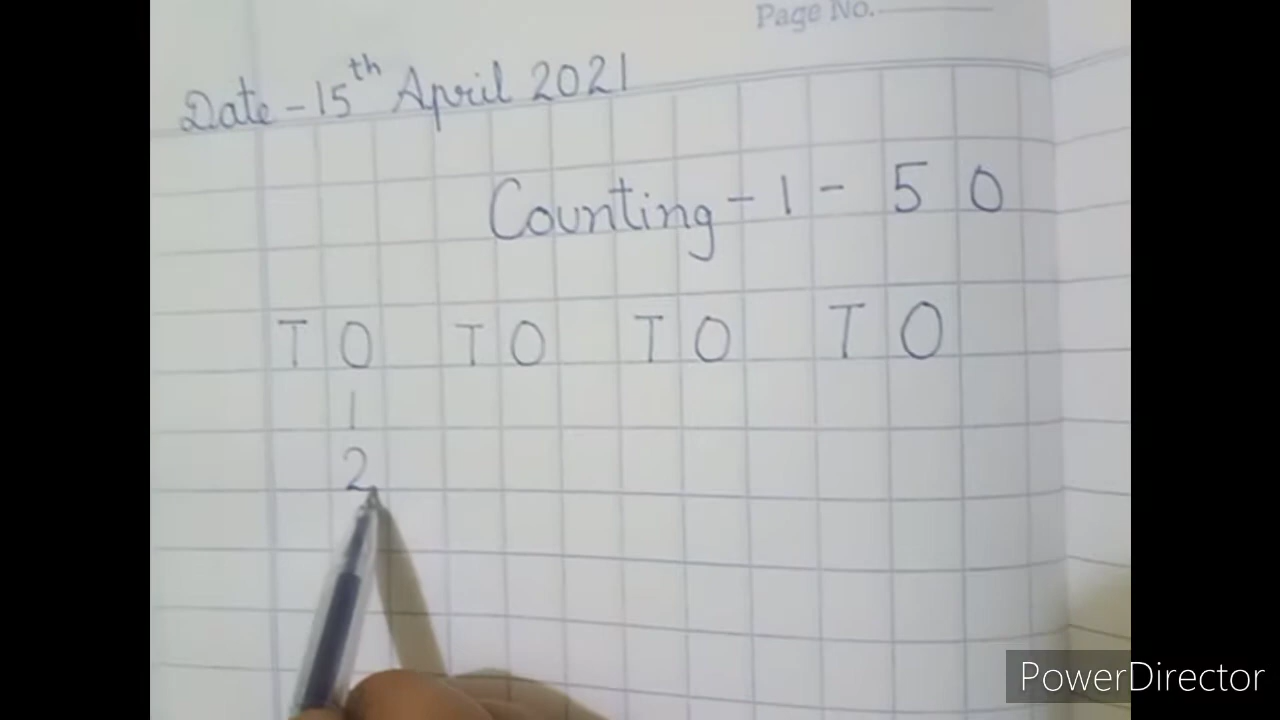 Page No.
Date - 15th April 2021
Counting - 1 - 50
T O T O T O T O
1
2
PowerDirector